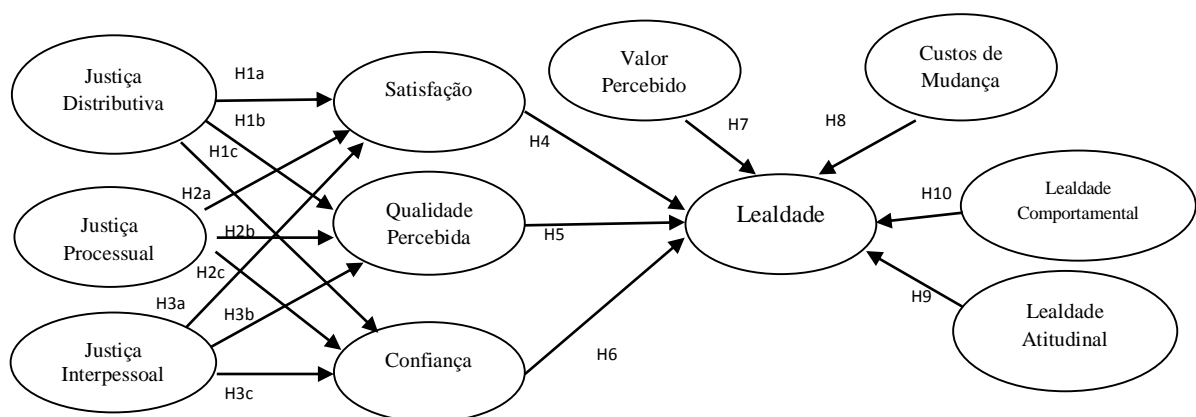 Justiça
Distributiva
H1a
H1b
H1c
Satisfação
Valor
Percebido
Custos de
Mudança
H4
H7
H8
Justiça
Processual
H2a
H2b
H2c
Qualidade
Percebida
H5
Lealdade
H10
Lealdade
Comportamental
H9
Lealdade
Atitudinal
Justiça
Interpessoal
H3a
H3b
H3c
Confiança
H6